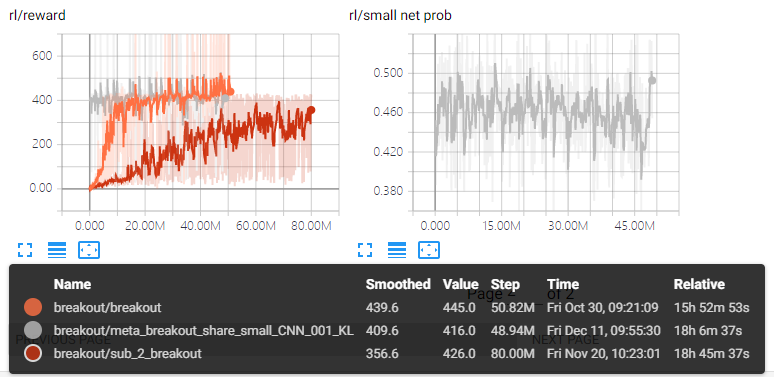 rl/reward
rl/small net prob
600
400
200
0.00
0.000 20.00M 40.00M 60.00M 80.00M
0.500
0.460
0.420
0.380
0.000 15.00M 30.00M 45.00M
Name Smoothed Value Step Time Relative
breakout/breakout 439.6 445.0 50.82M Fri Oct 30, 09:21:09 15h 52m 53s
breakout/meta_breakout_share_small_CNN_001_KL 409.6 416.0 48.94M Fri Dec 11, 09:55:30 18h 6m 37s
breakout/sub_2_breakout 356.6 426.0 80.00M Fri Nov 20, 10:23:01 18h 45m 37s
Page 2 of 2
PREVIOUS PAGE
NEXT PAGE